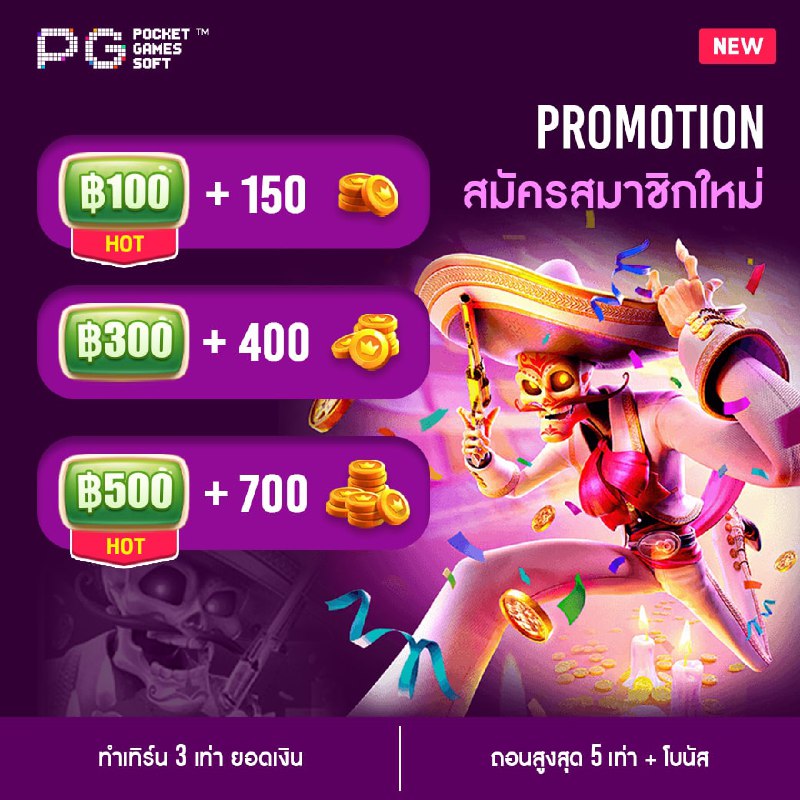 PG POCKET GAMES SOFT ™
NEW
PROMOTION
สมัครสมาชิกใหม่
฿100 + 150
HOT
฿300 + 400
฿500 + 700
HOT
ทำเทิร์น 3 เท่า ยอดเงิน
ถอนสูงสุด 5 เท่า + โบนัส